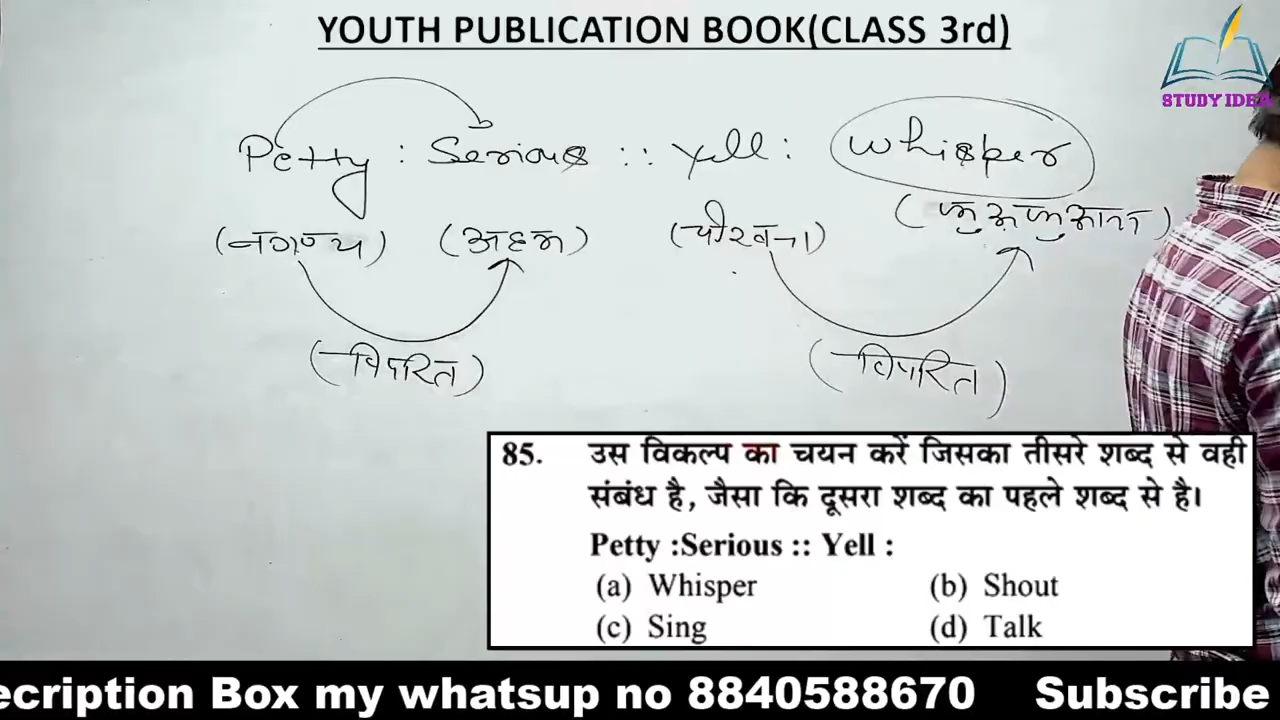 YOUTH PUBLICATION BOOK(CLASS 3rd)
STUDY IDEA
Petty : Serious :: Yell : Whisper
(नगण्य) (अहम) (चीखना) (फुसफुसाना)
(विपरित) (विपरित)
85. उस विकल्प का चयन करें जिसका तीसरे शब्द से वही
संबंध है, जैसा कि दूसरा शब्द का पहले शब्द से है।
Petty :Serious :: Yell :
(a) Whisper (b) Shout
(c) Sing (d) Talk
ecription Box my whatsup no 8840588670 Subscribe